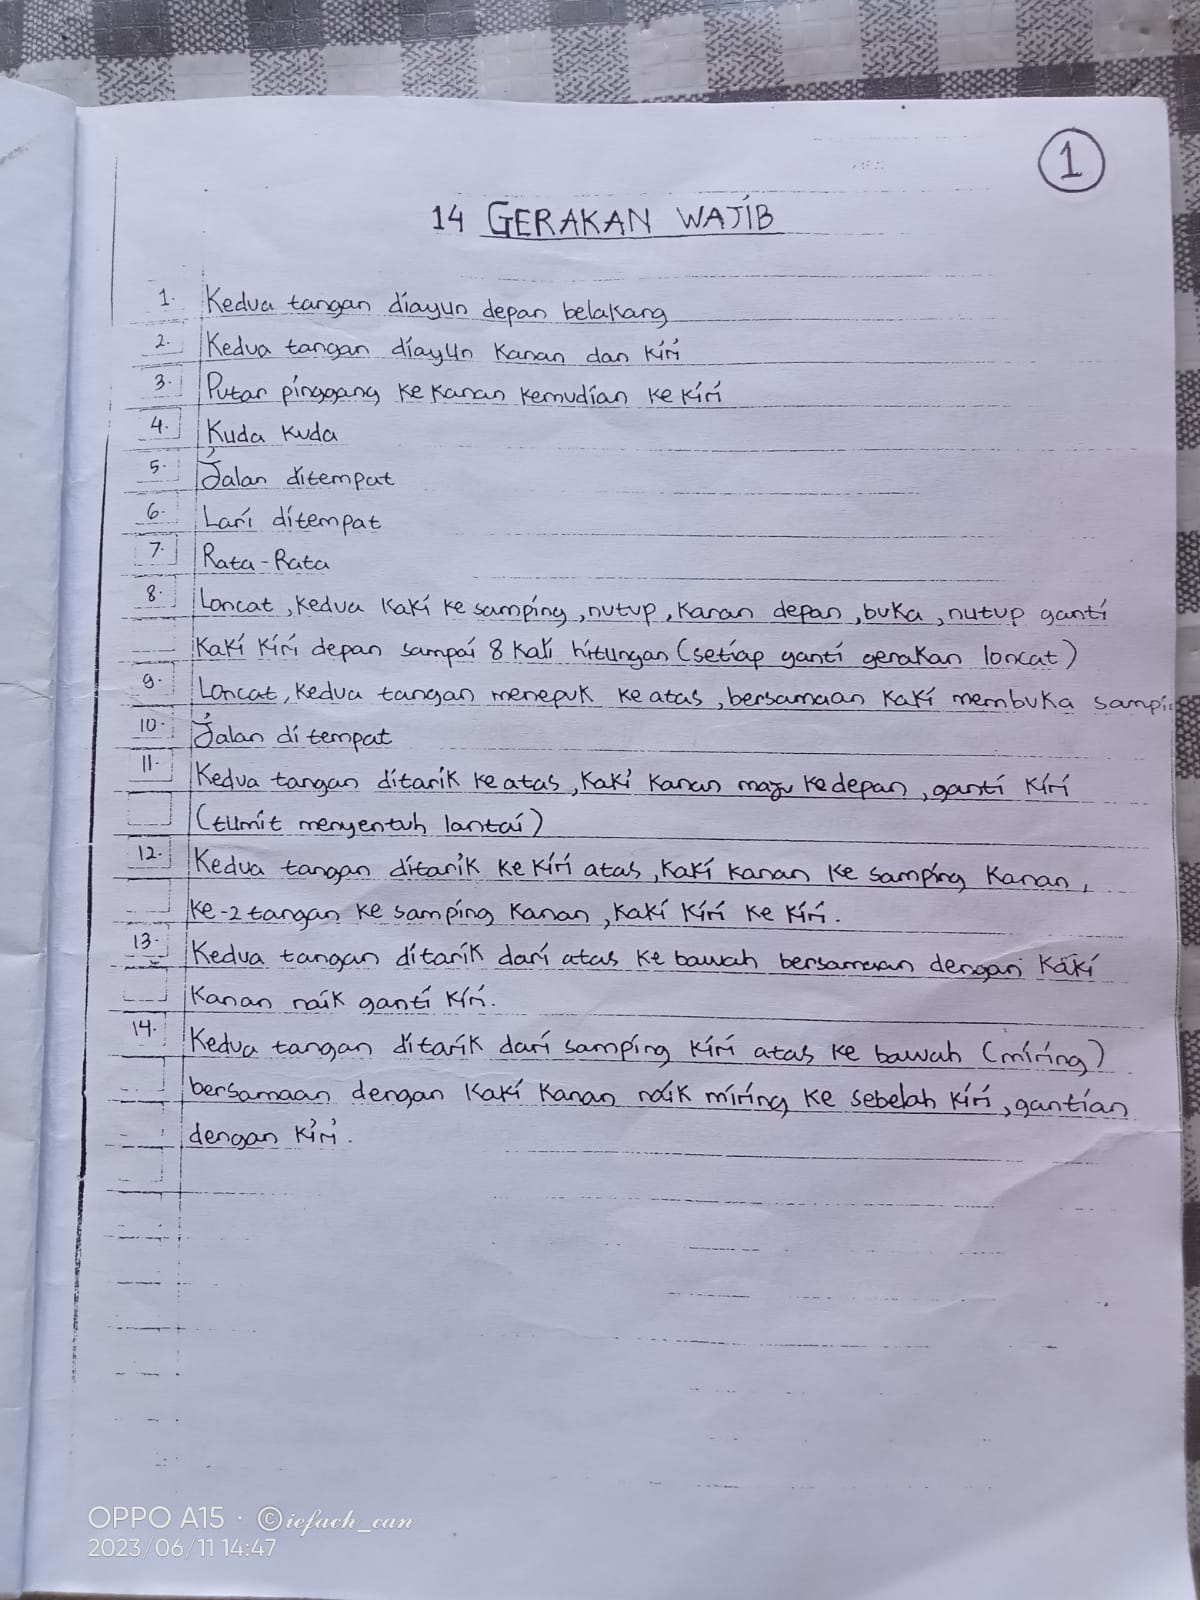 1
14 GERAKAN WAJIB
1. Kedua tangan diayun depan belakang
2. Kedua tangan diayun Kanan dan Kiri
3. Putar pinggang ke kanan kemudian ke kiri
4. Kuda kuda
5. Jalan ditempat
6. Lari ditempat
7. Rata-Rata
8. Loncat, kedua kaki ke samping, nutup, kanan depan, buka, nutup ganti
kaki kiri depan sampai 8 kali hitungan (setiap ganti gerakan loncat)
9. Loncat, kedua tangan menepuk ke atas, bersamaan kaki membuka
10. Jalan di tempat
11. Kedua tangan ditarik ke atas, kaki kanan maju kedepan, ganti kiri
(tumit menyentuh lantai)
12. Kedua tangan ditarik ke kiri atas, kaki kanan ke samping kanan,
ke-2 tangan ke samping kanan, kaki kiri ke kiri.
13. Kedua tangan ditarik dari atas ke bawah bersamaan dengan kaki
kanan naik ganti kiri.
14. Kedua tangan ditarik dari samping kiri atas ke bawah (miring)
bersamaan dengan kaki kanan naik miring ke sebelah kiri, gantian
dengan kiri.
OPPO A15 · ©iefach_can
2023/06/11 14:47